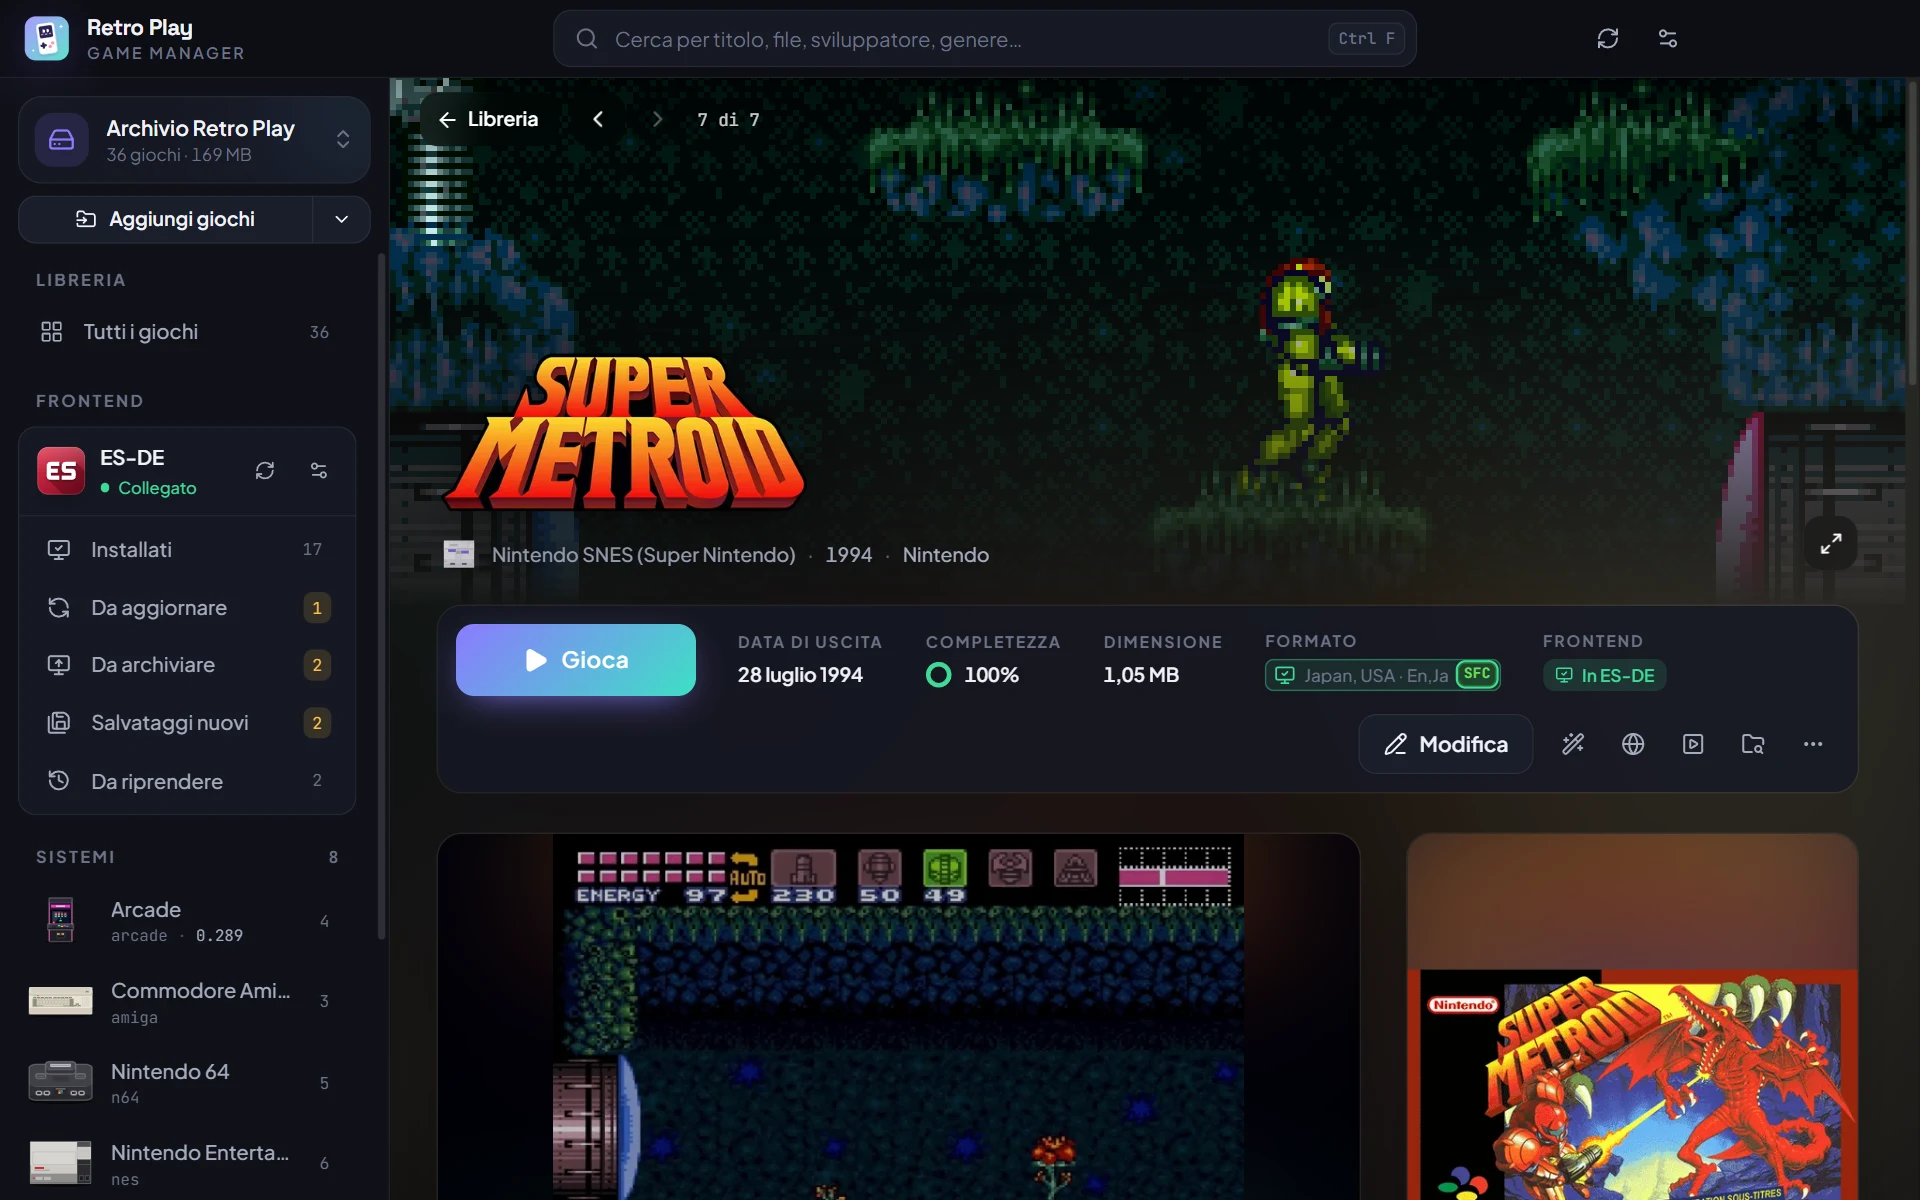 Retro Play
GAME MANAGER
Cerca per titolo, file, sviluppatore, genere…
Ctrl F
Archivio Retro Play
36 giochi · 169 MB
Aggiungi giochi
LIBRERIA
Tutti i giochi 36
FRONTEND
ES
ES-DE
Collegato
Installati 17
Da aggiornare 1
Da archiviare 2
Salvataggi nuovi 2
Da riprendere 2
SISTEMI 8
Arcade
arcade · 0.289
4
Commodore Ami…
amiga
3
Nintendo 64
n64
5
Nintendo Enterta…
nes
6
Libreria
7 di 7
SUPER
METROID
Nintendo SNES (Super Nintendo) · 1994 · Nintendo
Gioca
DATA DI USCITA
28 luglio 1994
COMPLETEZZA
100%
DIMENSIONE
1,05 MB
FORMATO
Japan, USA · En,Ja SFC
FRONTEND
In ES-DE
Modifica
AUTO
ENERGY 97 230 50 49
Nintendo
SUPER
METROID
SOUS-TITRES